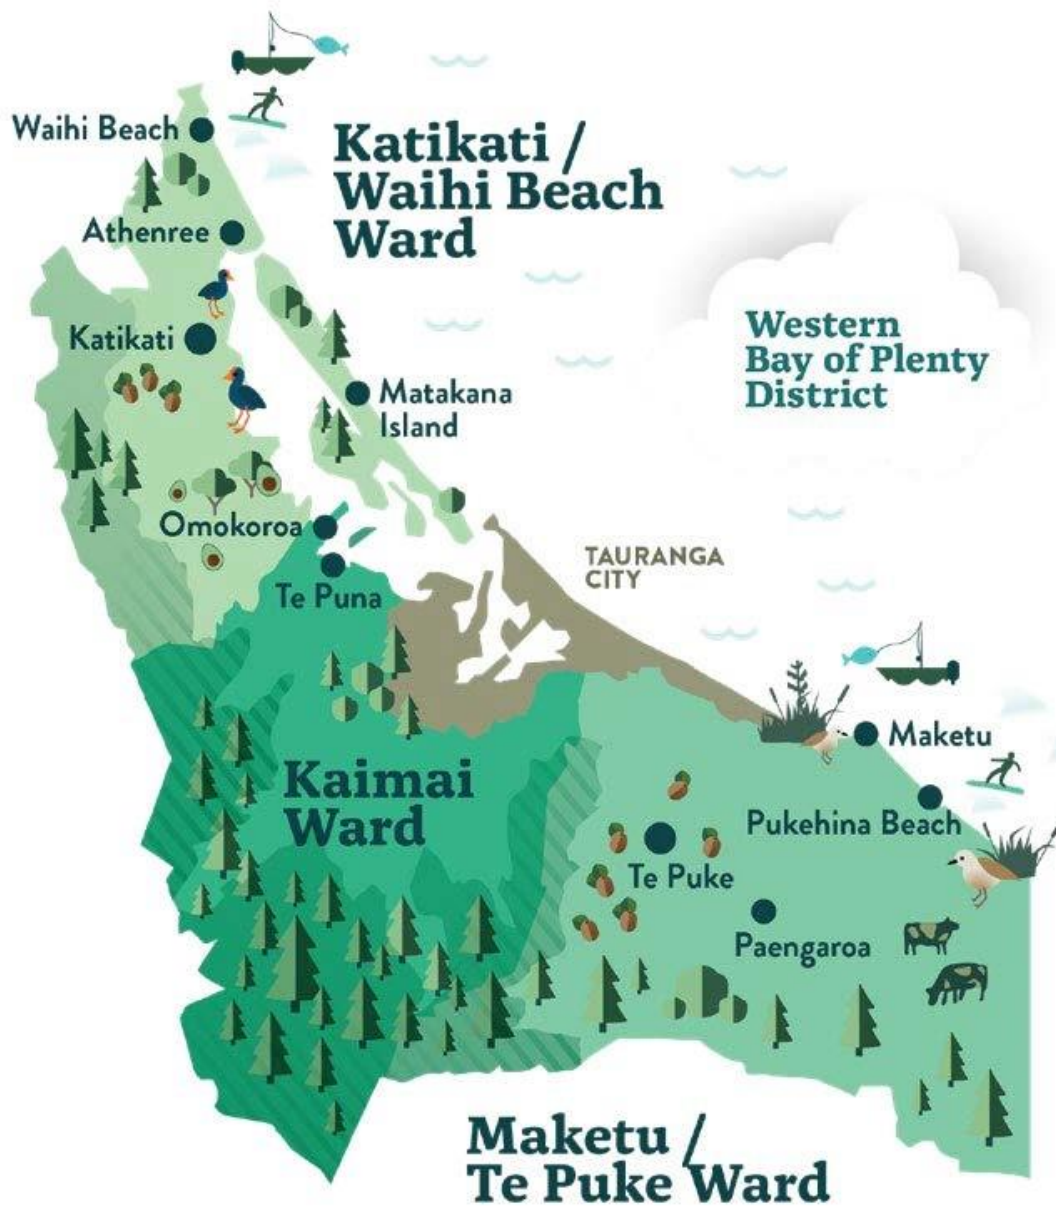 Waihi Beach
Katikati /
Waihi Beach
Ward
Athenree
Western
Bay of Plenty
District
Katikati
Matakana
Island
Omokoroa
TAURANGA
CITY
Te Puna
Maketu
Kaimai
Ward
Pukehina Beach
Te Puke
Paengaroa
Maketu /
Te Puke Ward